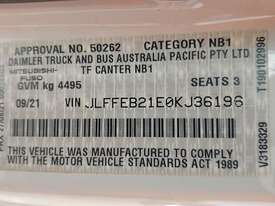 APPROVAL NO. 50262 CATEGORY NB1
DAIMLER TRUCK AND BUS AUSTRALIA PACIFIC PTY LTD
MITSUBISHI FUSO TF CANTER NB1
GVM kg 4495 SEATS 3
09/21 VIN JLFFEB21E0KJ36196
THIS VEHICLE WAS MANUFACTURED TO COMPLY
WITH THE MOTOR VEHICLE STANDARDS ACT 1989
T190102996
V3183329